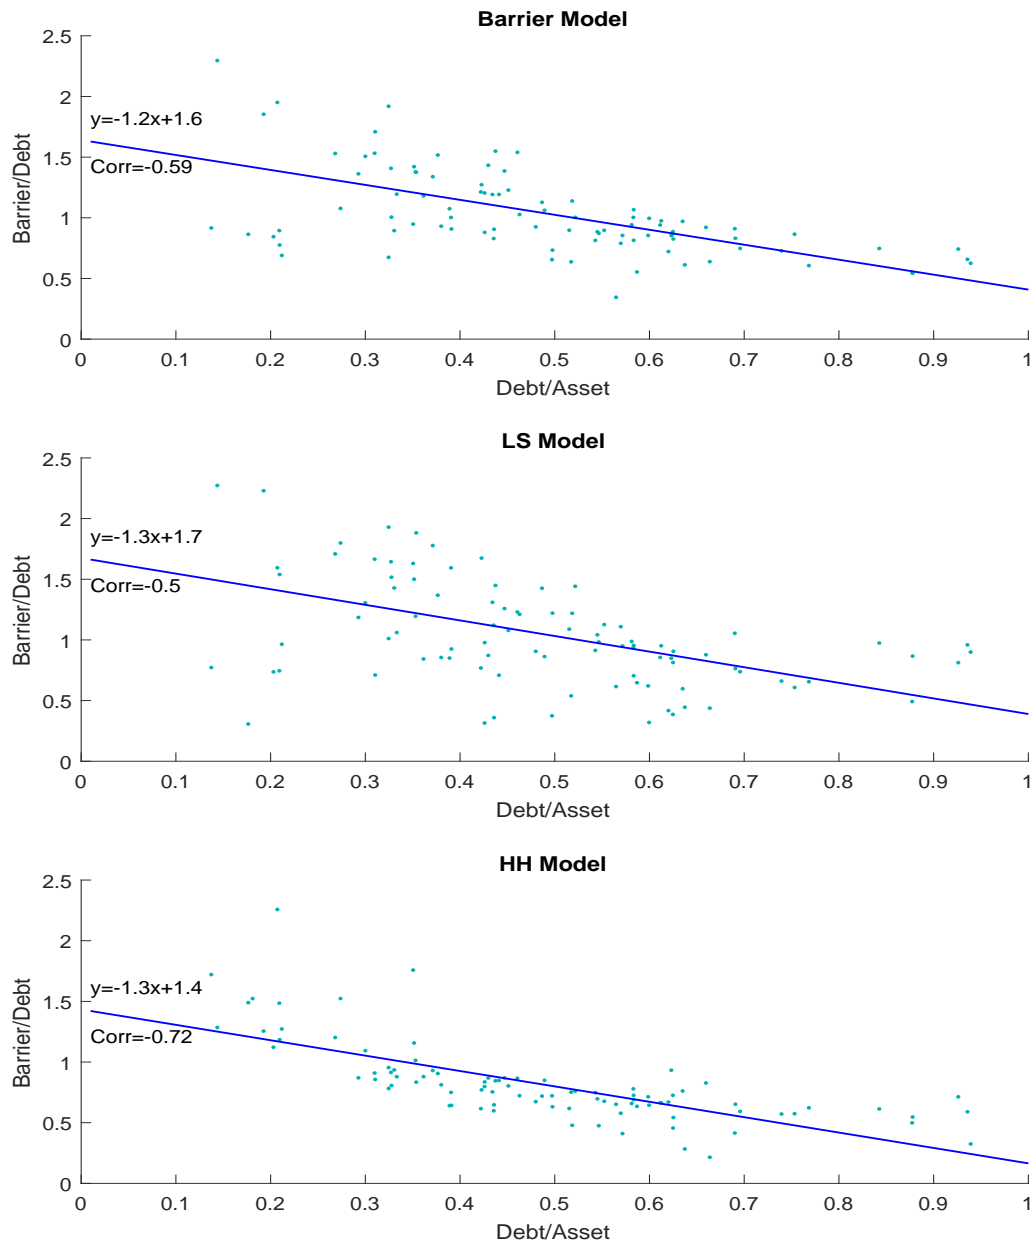 Barrier Model
2.5
2
1.5
1
0.5
0
Barrier/Debt
y=-1.2x+1.6
Corr=-0.59
0 0.1 0.2 0.3 0.4 0.5 0.6 0.7 0.8 0.9 1
Debt/Asset
LS Model
2.5
2
1.5
1
0.5
0
Barrier/Debt
y=-1.3x+1.7
Corr=-0.5
0 0.1 0.2 0.3 0.4 0.5 0.6 0.7 0.8 0.9 1
Debt/Asset
HH Model
2.5
2
1.5
1
0.5
0
Barrier/Debt
y=-1.3x+1.4
Corr=-0.72
0 0.1 0.2 0.3 0.4 0.5 0.6 0.7 0.8 0.9 1
Debt/Asset